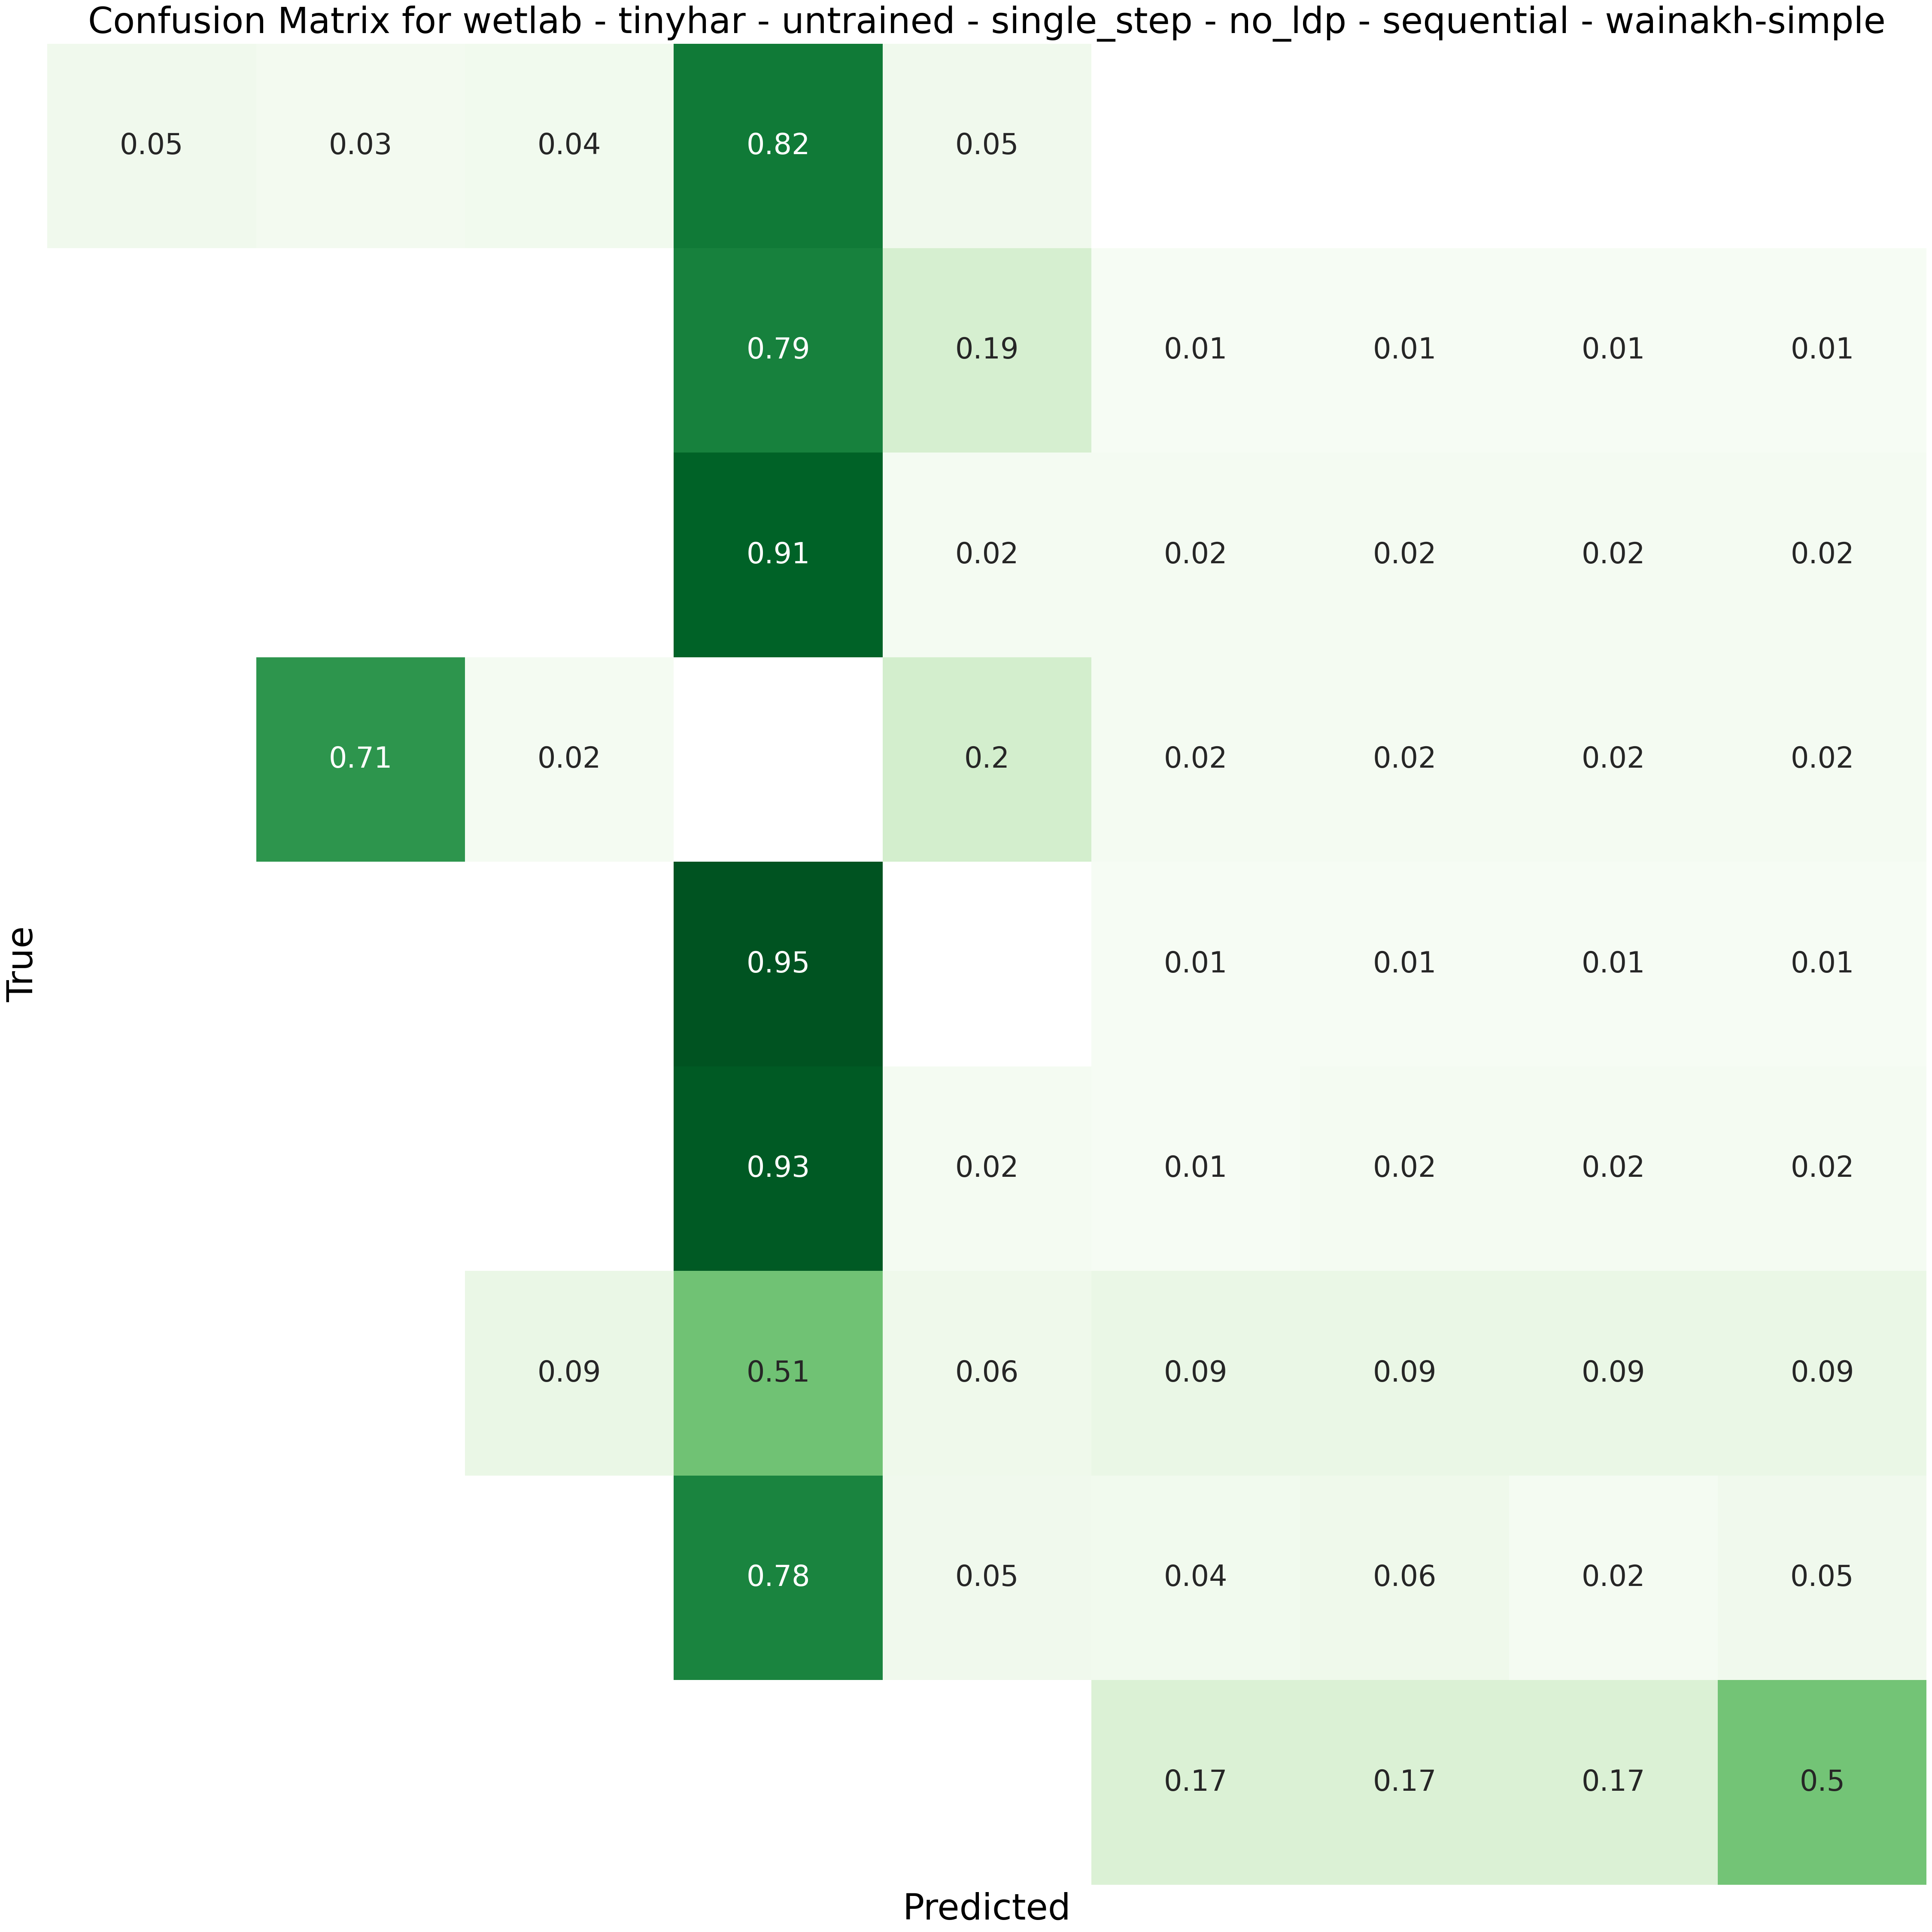 Confusion Matrix for wetlab - tinyhar - untrained - single_step - no_ldp - sequential - wainakh-simple
0.05 0.03 0.04 0.82 0.05
0.79 0.19 0.01 0.01 0.01 0.01
0.91 0.02 0.02 0.02 0.02 0.02
0.71 0.02 0.2 0.02 0.02 0.02 0.02
True
0.95 0.01 0.01 0.01 0.01
0.93 0.02 0.01 0.02 0.02 0.02
0.09 0.51 0.06 0.09 0.09 0.09 0.09
0.78 0.05 0.04 0.06 0.02 0.05
0.17 0.17 0.17 0.5
Predicted